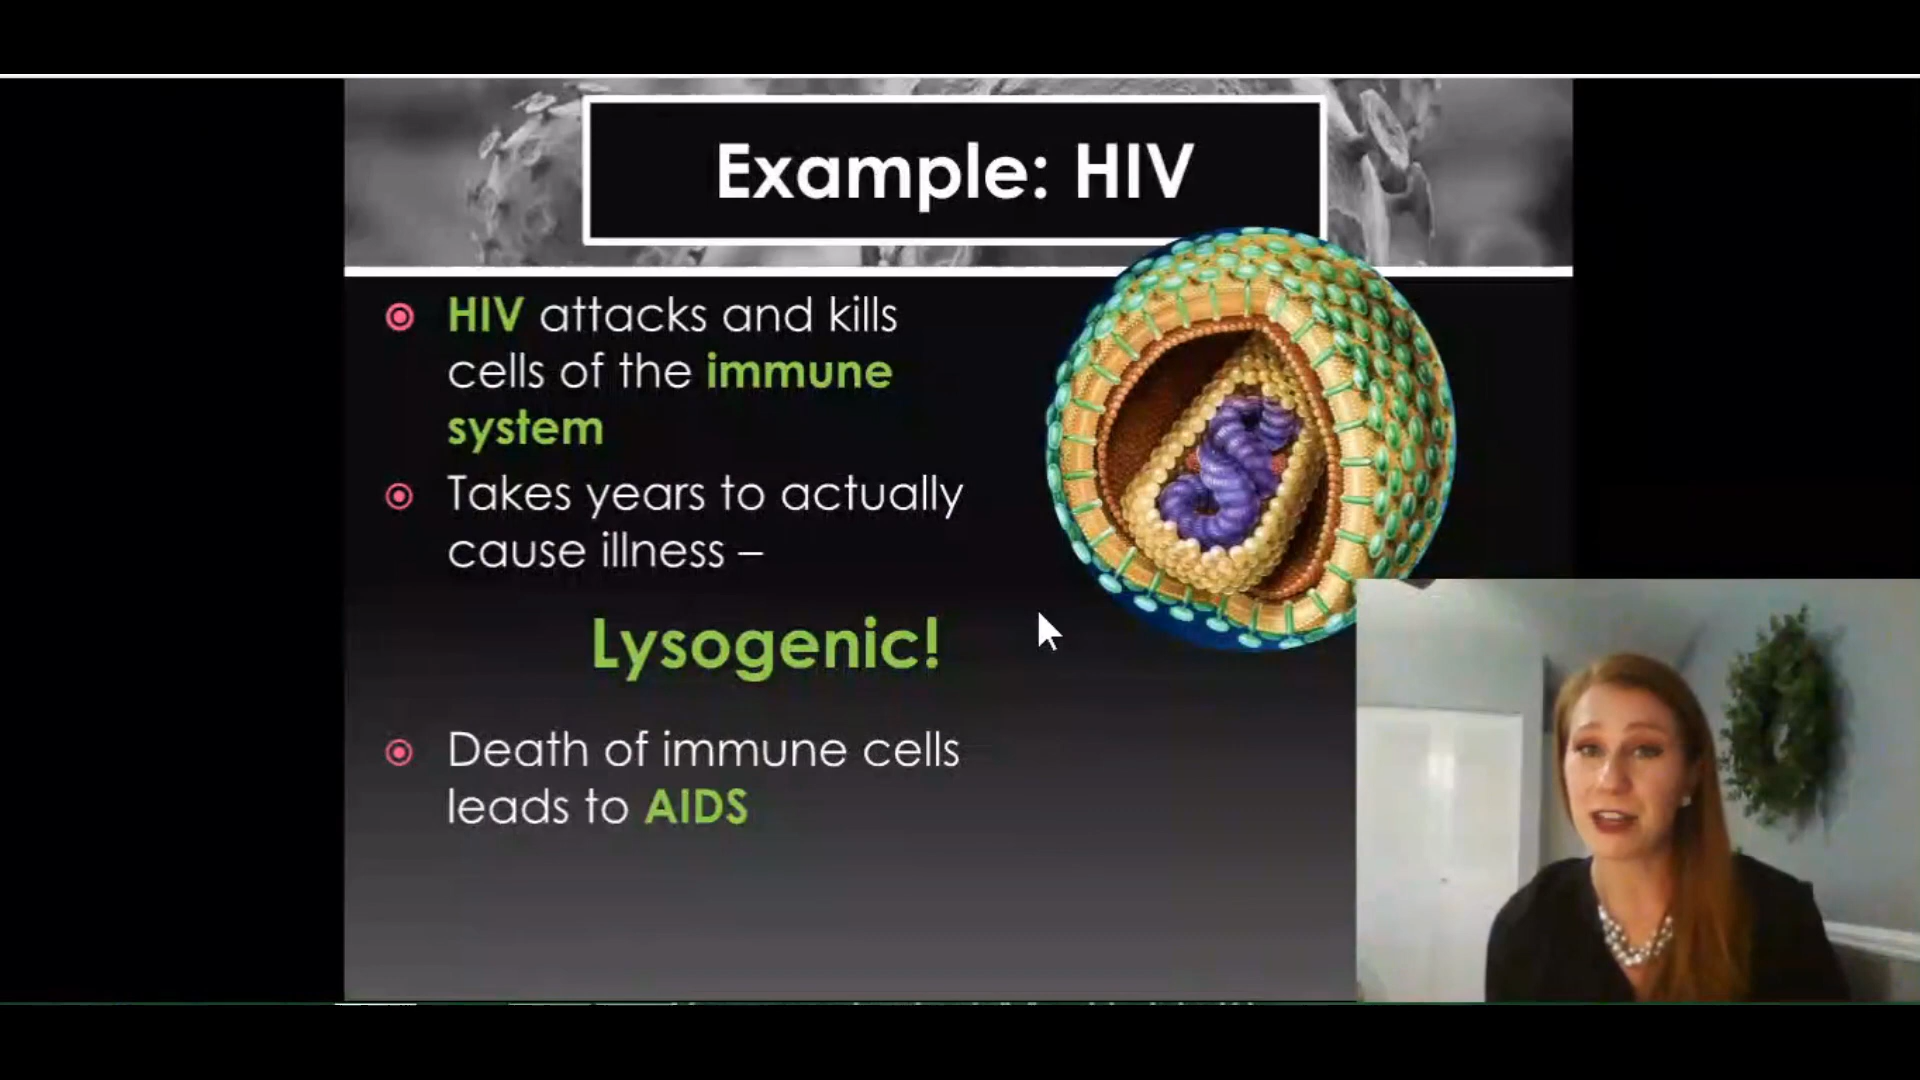 Example: HIV
HIV attacks and kills
cells of the immune
system
Takes years to actually
cause illness –
Lysogenic!
Death of immune cells
leads to AIDS